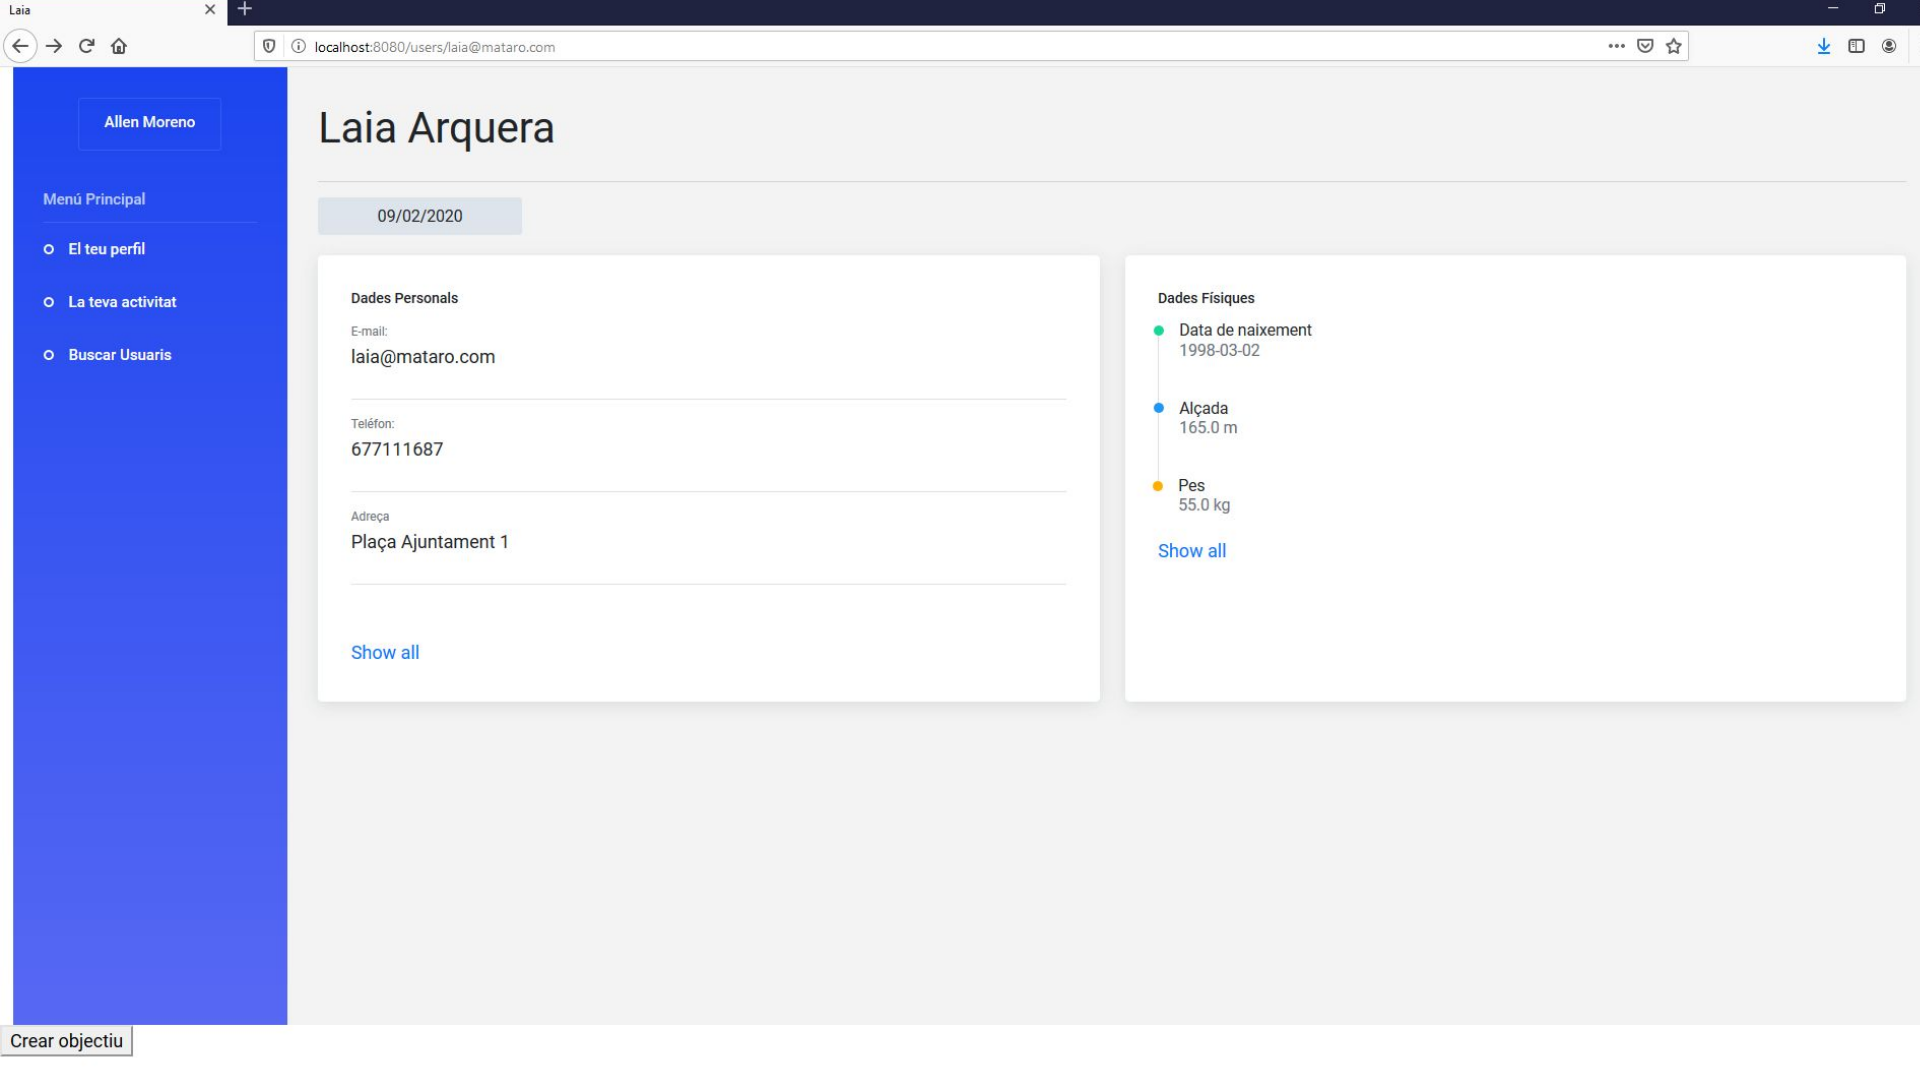 Laia
localhost:8080/users/laia@mataro.com
Allen Moreno
Menú Principal
El teu perfil
La teva activitat
Buscar Usuaris
Laia Arquera
09/02/2020
Dades Personals
E-mail:
laia@mataro.com
Teléfon:
677111687
Adreça
Plaça Ajuntament 1
Show all
Dades Físiques
Data de naixement
1998-03-02
Alçada
165.0 m
Pes
55.0 kg
Show all
Crear objectiu